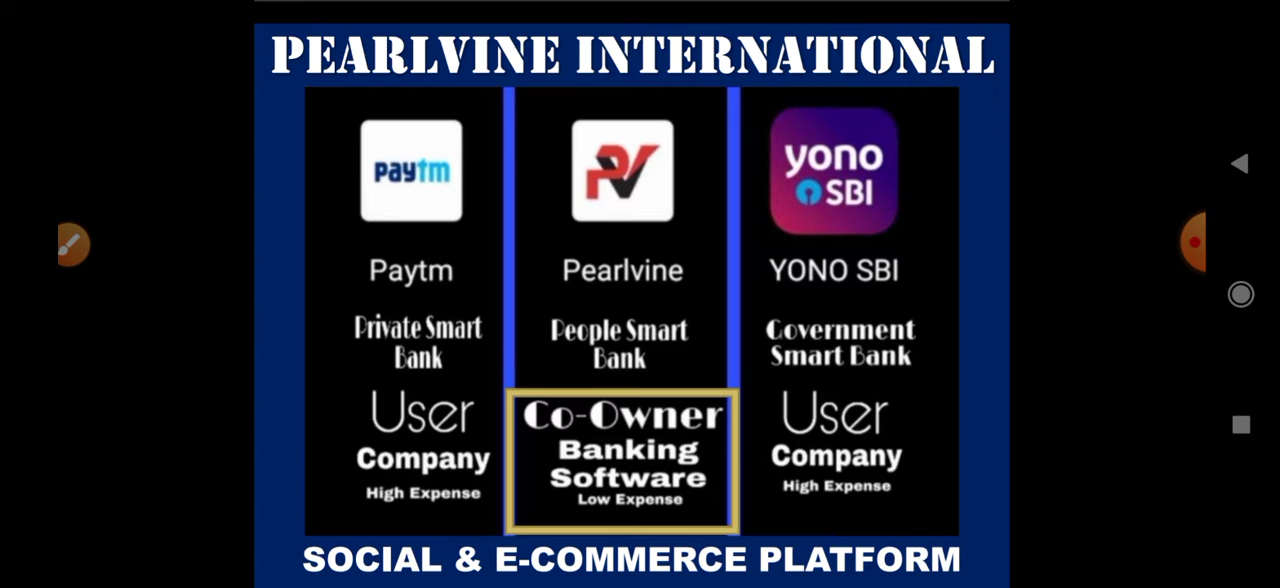 PEARLVINE INTERNATIONAL
paytm
PV
yono
SBI
Paytm
Pearlvine
YONO SBI
Private Smart
Bank
People Smart
Bank
Government
Smart Bank
User
Company
High Expense
Co-Owner
Banking
Software
Low Expense
User
Company
High Expense
SOCIAL & E-COMMERCE PLATFORM